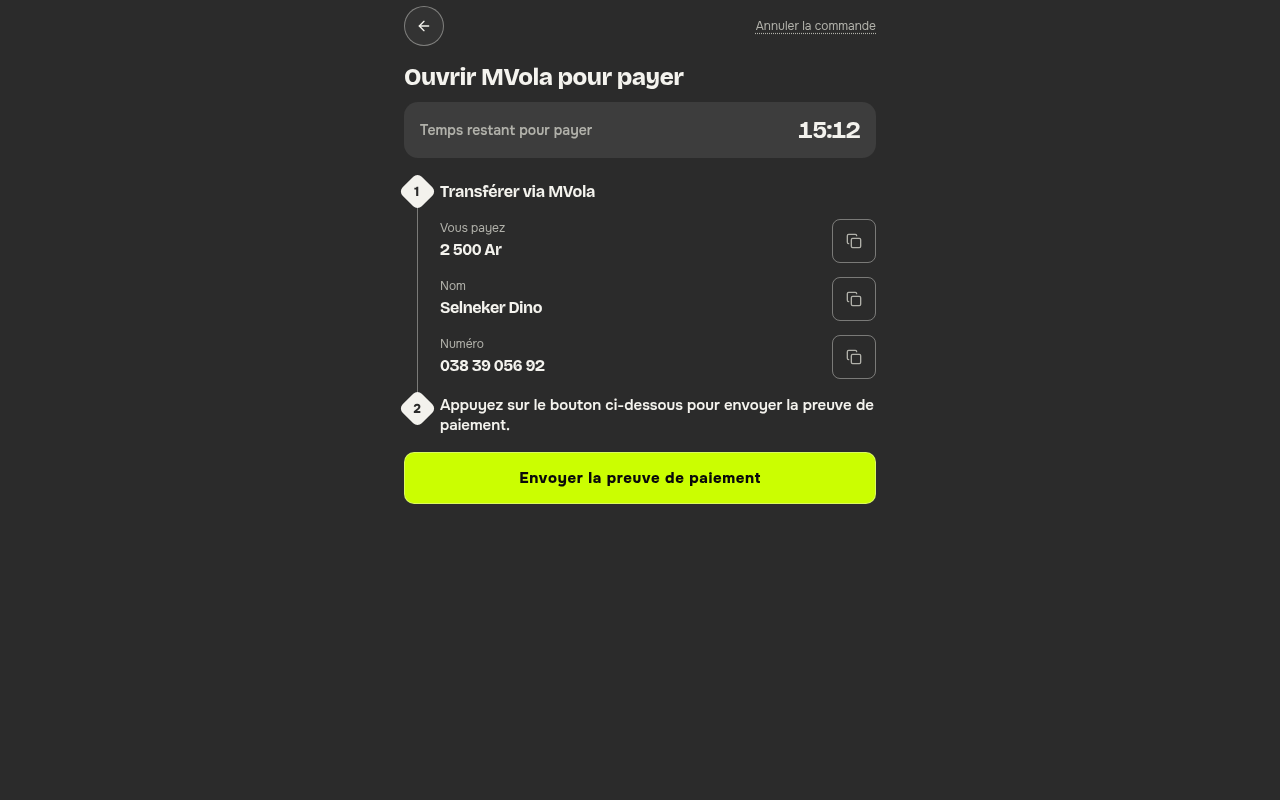 Annuler la commande
Ouvrir MVola pour payer
Temps restant pour payer
15:12
1
Transférer via MVola
Vous payez
2 500 Ar
Nom
Selneker Dino
Numéro
038 39 056 92
2
Appuyez sur le bouton ci-dessous pour envoyer la preuve de
paiement.
Envoyer la preuve de paiement